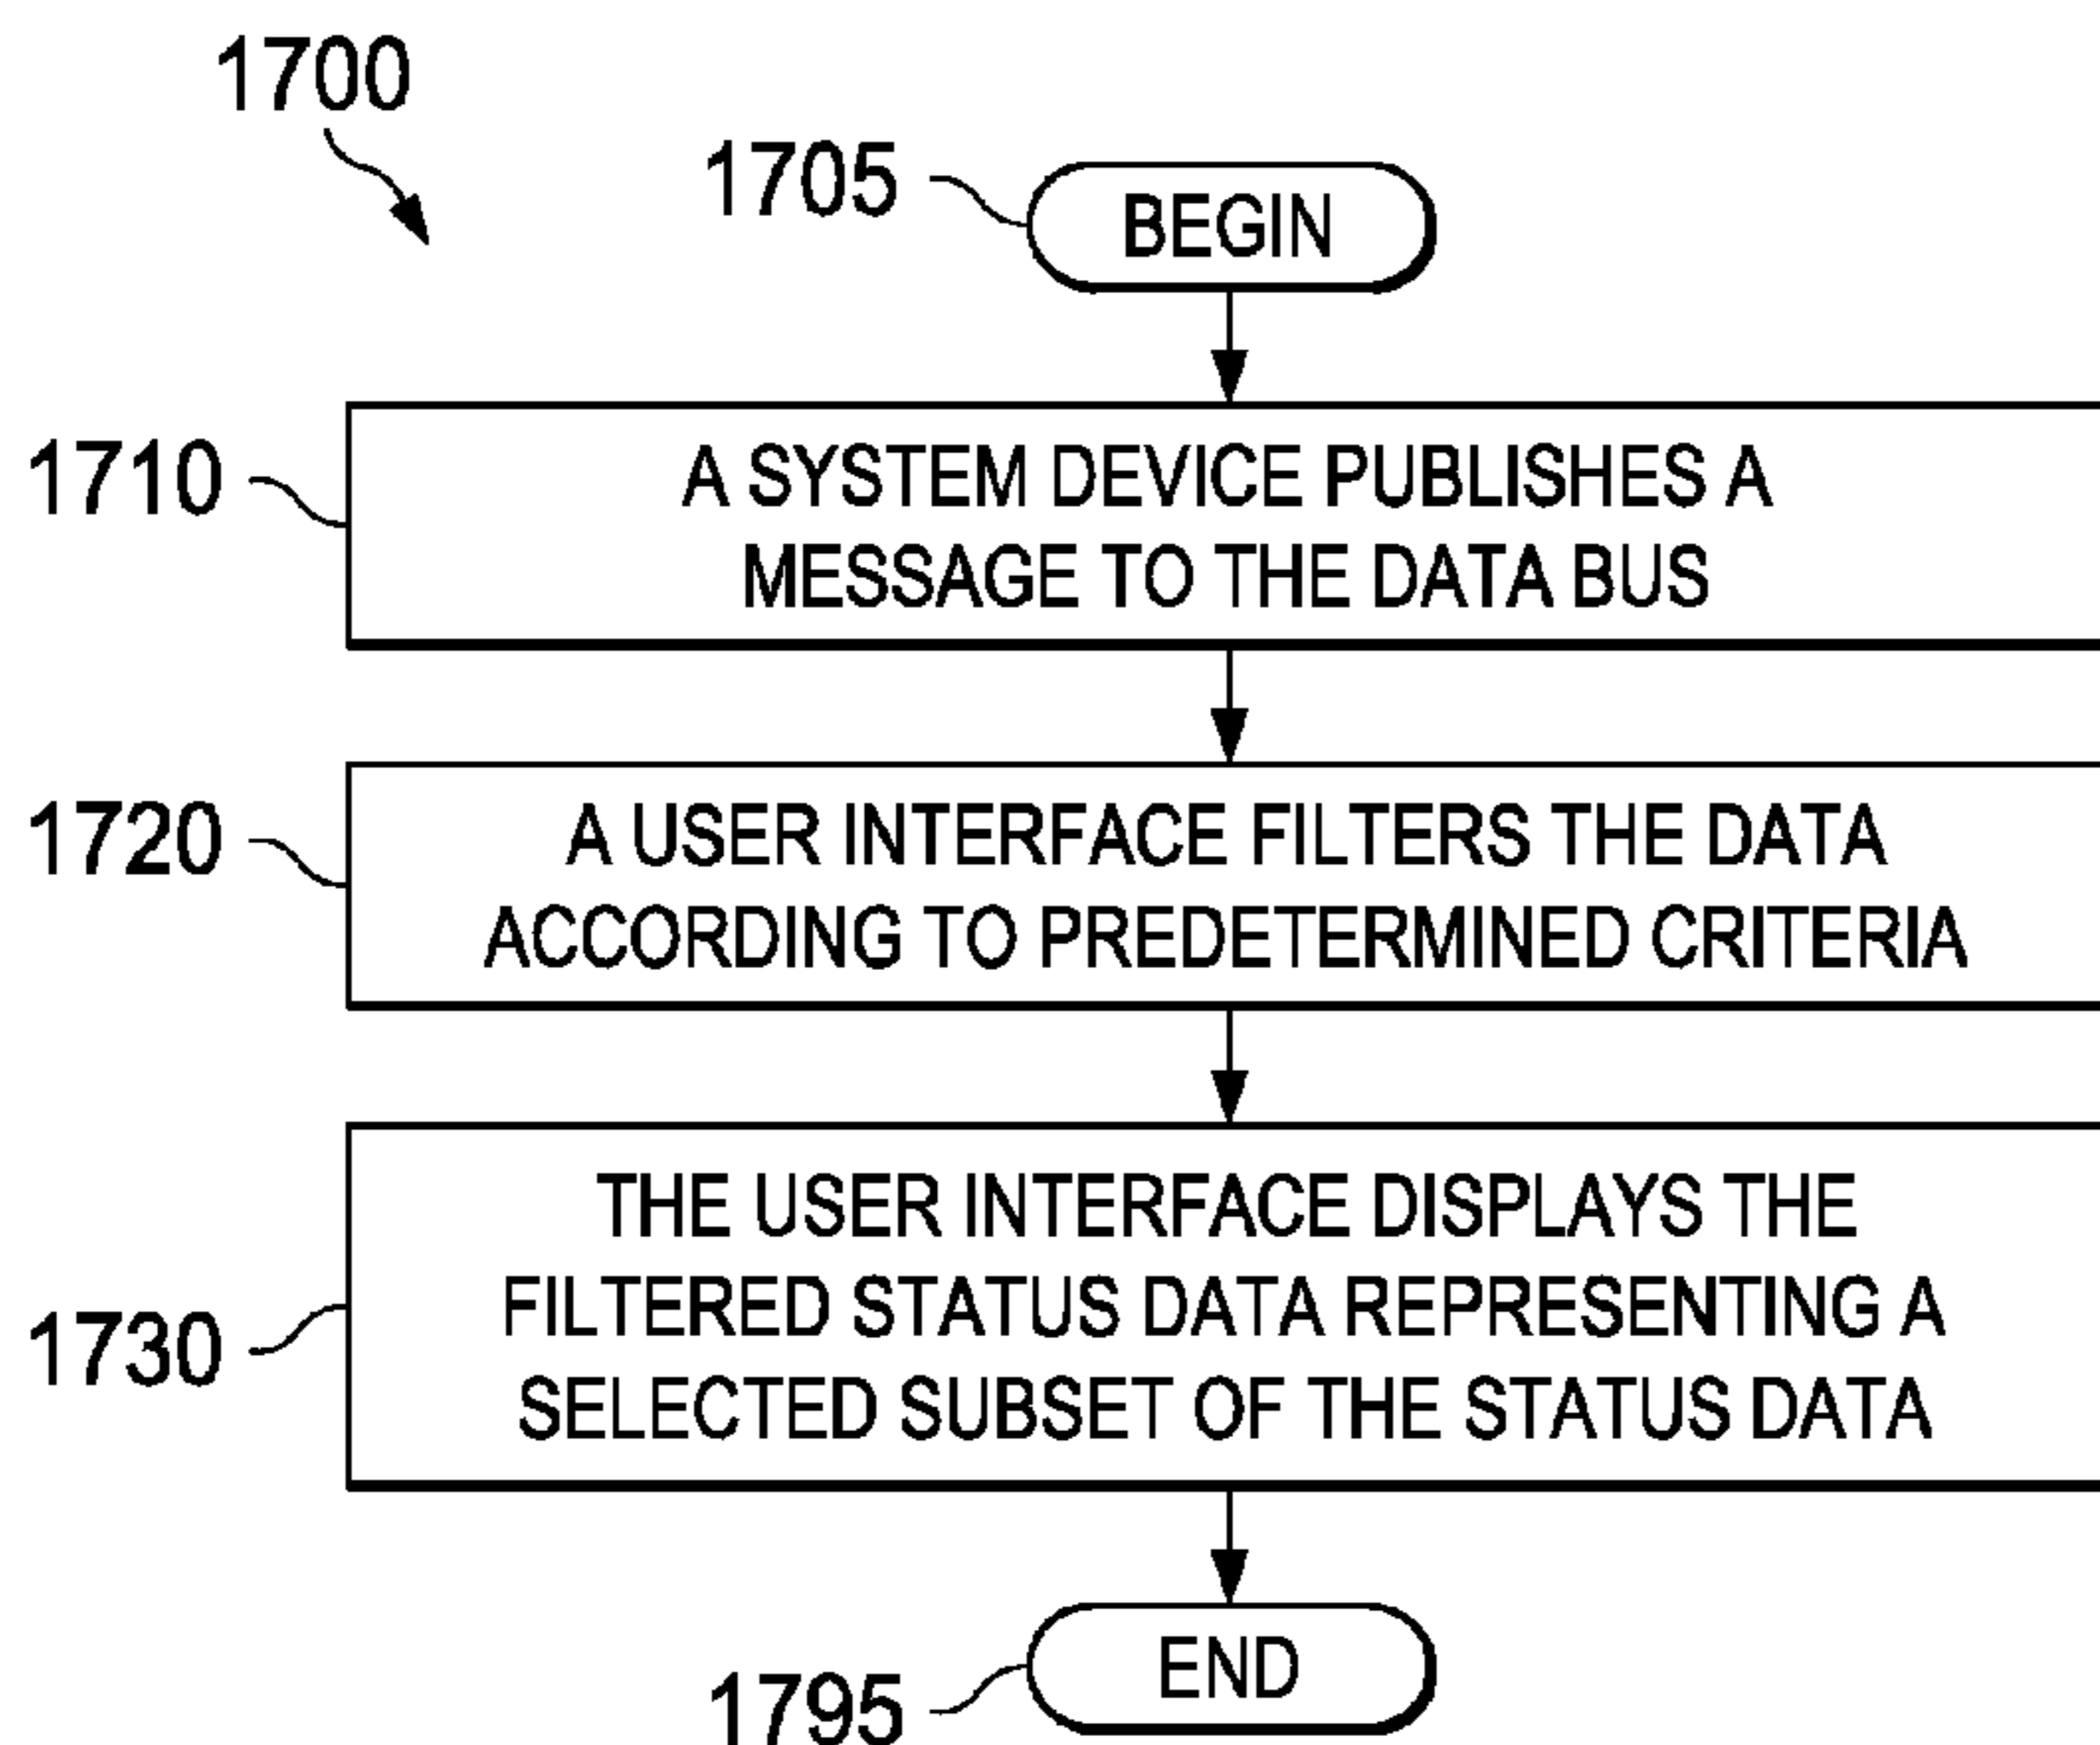 1700
1705
BEGIN
1710
A SYSTEM DEVICE PUBLISHES A
MESSAGE TO THE DATA BUS
1720
A USER INTERFACE FILTERS THE DATA
ACCORDING TO PREDETERMINED CRITERIA
1730
THE USER INTERFACE DISPLAYS THE
FILTERED STATUS DATA REPRESENTING A
SELECTED SUBSET OF THE STATUS DATA
1795
END